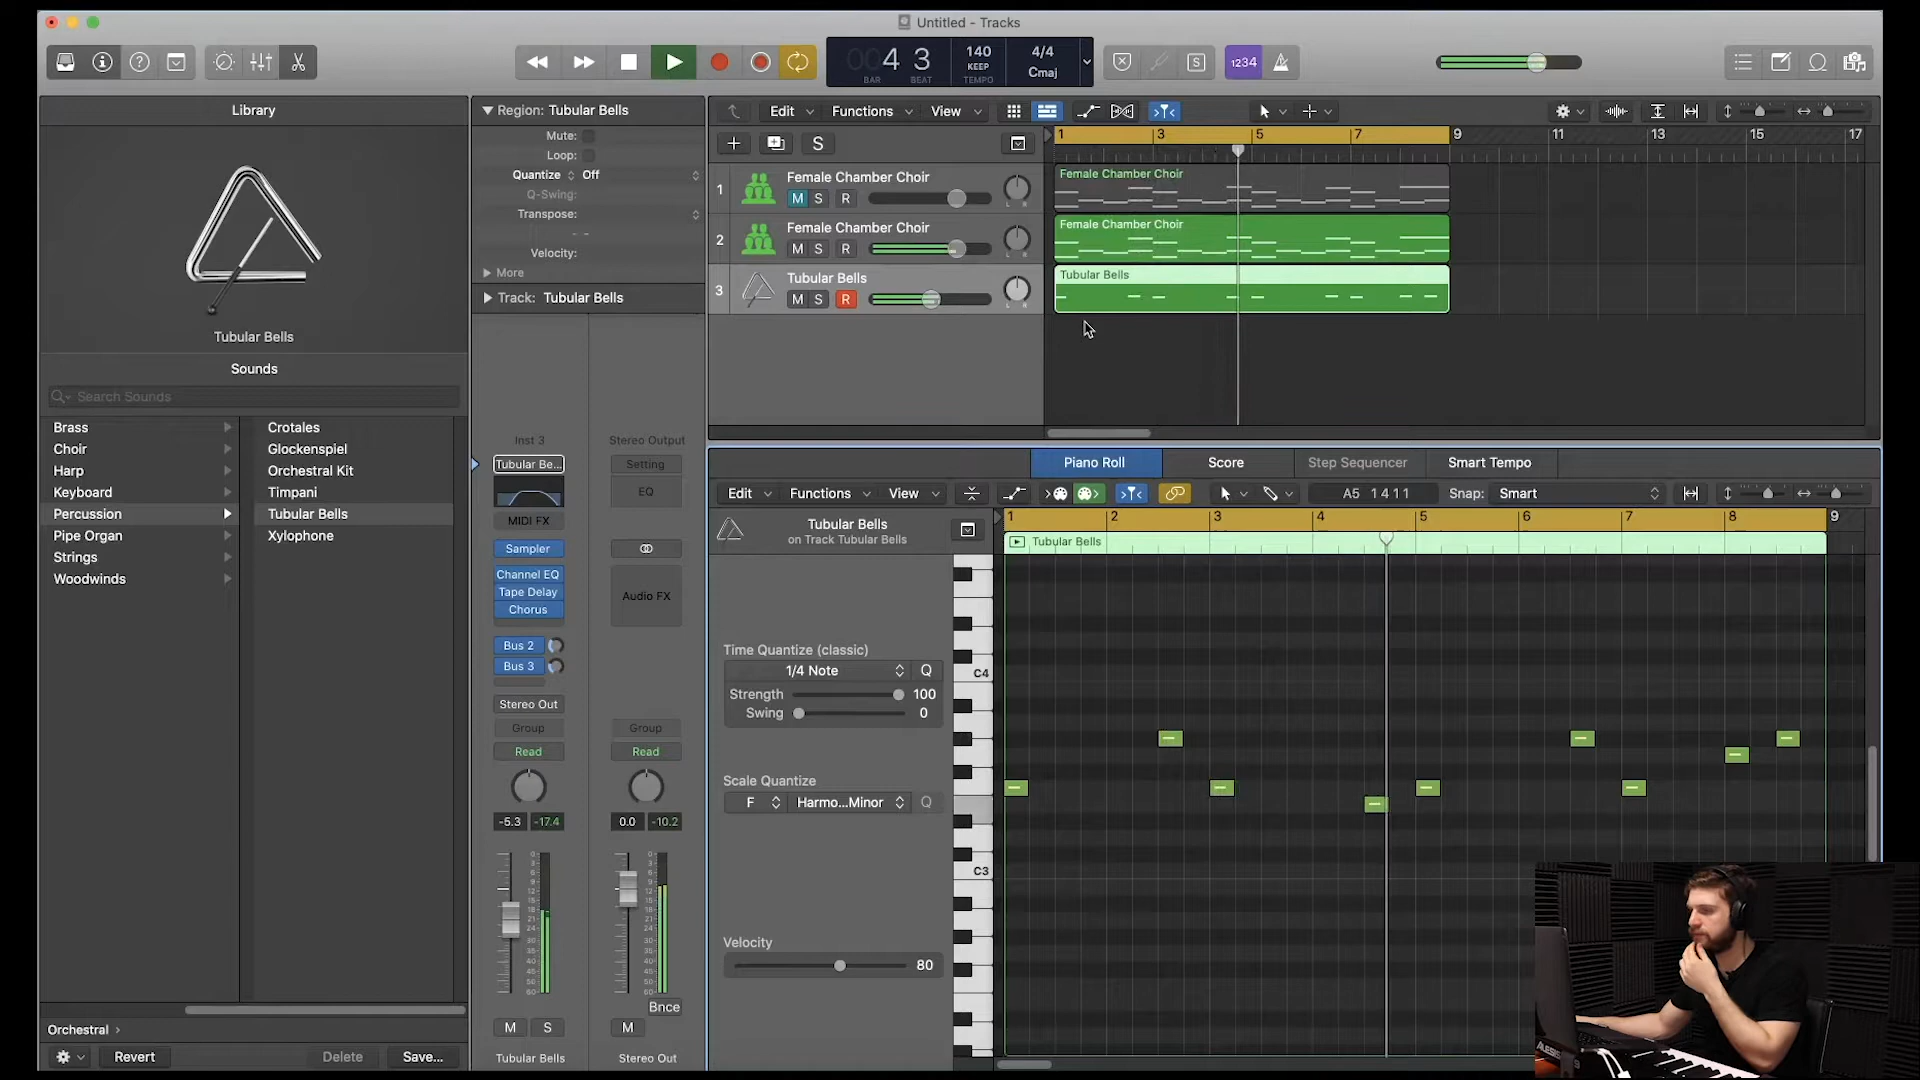 Untitled - Tracks
4 3
BAR BEAT
140
KEEP
TEMPO
4/4
Cmaj
S
1234
Library
Tubular Bells
Sounds
Search Sounds
Brass
Choir
Harp
Keyboard
Percussion
Pipe Organ
Strings
Woodwinds
Crotales
Glockenspiel
Orchestral Kit
Timpani
Tubular Bells
Xylophone
Orchestral
Revert
Delete
Save...
Region: Tubular Bells
Mute:
Loop:
Quantize Off
Q-Swing:
Transpose:
Velocity:
More
Track: Tubular Bells
Inst 3
Tubular Be...
MIDI FX
Sampler
Channel EQ
Tape Delay
Chorus
Bus 2
Bus 3
Stereo Out
Group
Read
-5.3 -17.4
M S
Tubular Bells
Stereo Output
Setting
EQ
Audio FX
Group
Read
0.0 -10.2
Bnce
M
Stereo Out
Edit Functions View
S
1 3 5 7 9 11 13 15 17
1 Female Chamber Choir
M S R
2 Female Chamber Choir
M S R
3 Tubular Bells
M S R
Female Chamber Choir
Female Chamber Choir
Tubular Bells
Piano Roll Score Step Sequencer Smart Tempo
Edit Functions View
A5 1 4 1 1
Snap: Smart
Tubular Bells
on Track Tubular Bells
1 2 3 4 5 6 7 8 9
Tubular Bells
Time Quantize (classic)
1/4 Note Q
Strength 100
Swing 0
Scale Quantize
F Harmo...Minor Q
Velocity
80
C4
C3
ALESIS